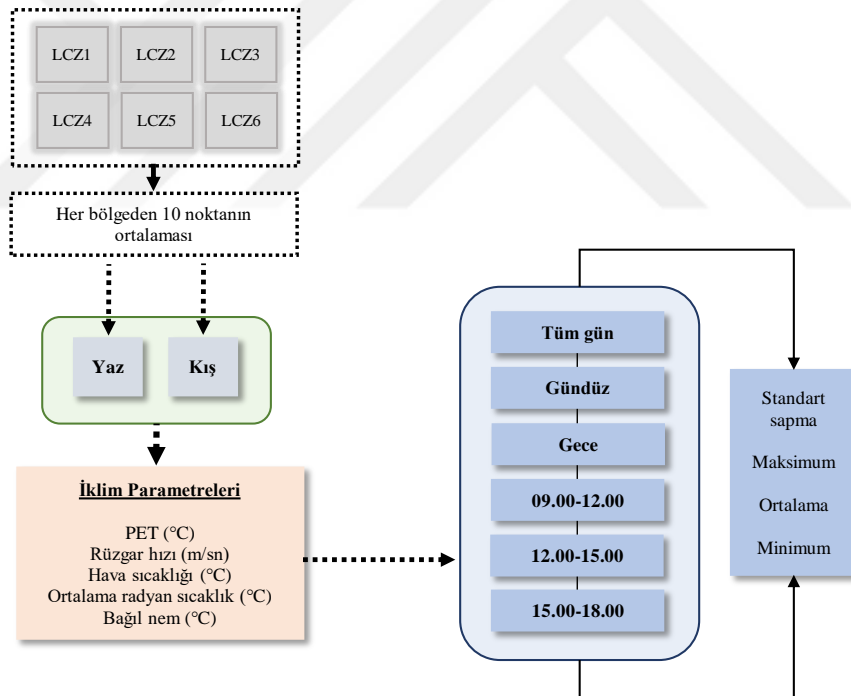 LCZ1
LCZ2
LCZ3
LCZ4
LCZ5
LCZ6
Her bölgeden 10 noktanın
ortalaması
Yaz
Kış
İklim Parametreleri
PET (°C)
Rüzgar hızı (m/sn)
Hava sıcaklığı (°C)
Ortalama radyan sıcaklık (°C)
Bağıl nem (°C)
Tüm gün
Gündüz
Gece
09.00-12.00
12.00-15.00
15.00-18.00
Standart
sapma
Maksimum
Ortalama
Minimum